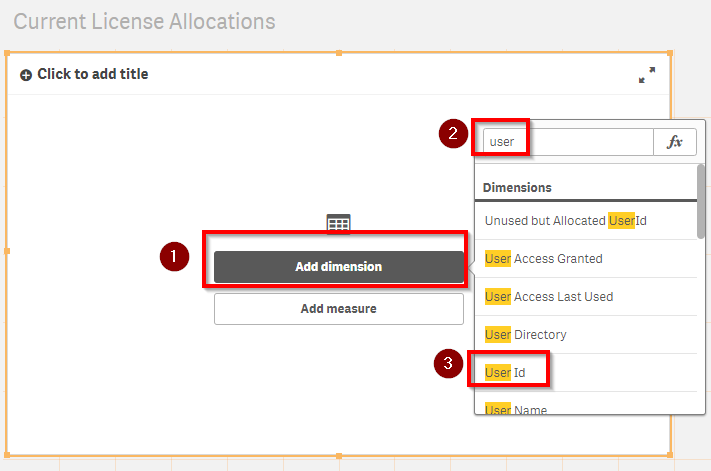 Current License Allocations
Click to add title
2
user
fx
Dimensions
Unused but Allocated UserId
1
Add dimension
User Access Granted
User Access Last Used
Add measure
User Directory
3
User Id
User Name